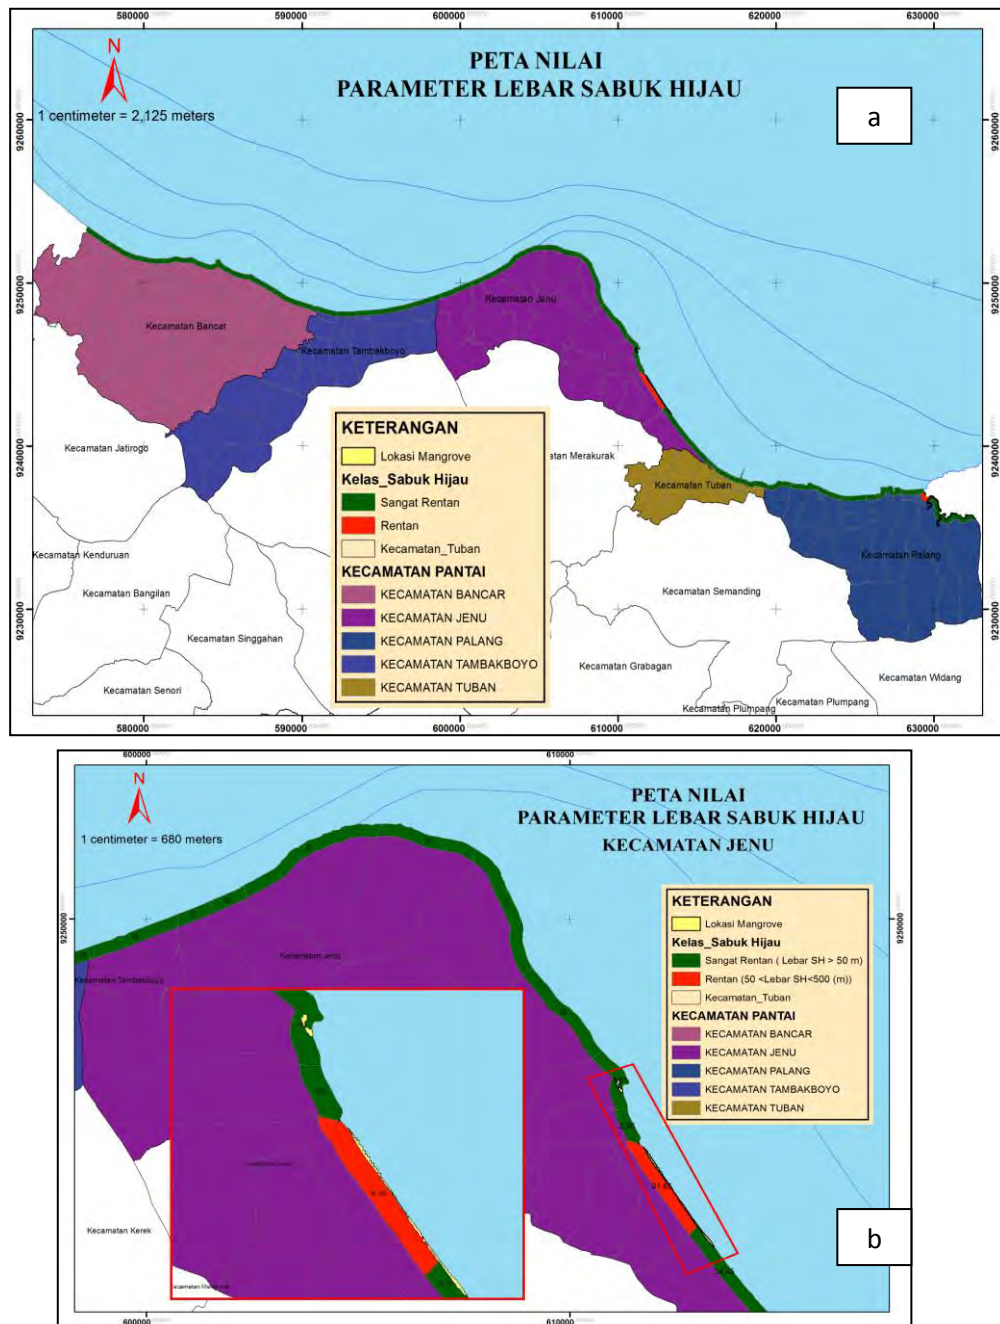 580000 590000 600000 610000 620000 630000
N
PETA NILAI
PARAMETER LEBAR SABUK HIJAU
a
1 centimeter = 2,125 meters
9260000
9260000
9250000
9250000
Kecamatan Jenu
Kecamatan Bancar
Kecamatan Tambakboyo
Kecamatan Jatirogo
9240000
9240000
atan Merakurak
Kecamatan Tuban
Kecamatan Palang
Kecamatan Kenduruan
Kecamatan Bangilan
Kecamatan Semanding
9230000
9230000
Kecamatan Singgahan
Kecamatan Grabagan
Kecamatan Widang
Kecamatan Senori
Kecamatan Plumpang
Kecamatan Plumpang
KETERANGAN
Lokasi Mangrove
Kelas_Sabuk Hijau
Sangat Rentan
Rentan
Kecamatan_Tuban
KECAMATAN PANTAI
KECAMATAN BANCAR
KECAMATAN JENU
KECAMATAN PALANG
KECAMATAN TAMBAKBOYO
KECAMATAN TUBAN
580000 590000 600000 610000 620000 630000
600000 610000
N
PETA NILAI
PARAMETER LEBAR SABUK HIJAU
KECAMATAN JENU
1 centimeter = 680 meters
9250000
9250000
Kecamatan Jenu
Kecamatan Tambakboyo
KETERANGAN
Lokasi Mangrove
Kelas_Sabuk Hijau
Sangat Rentan ( Lebar SH > 50 m)
Rentan (50 <Lebar SH<500 (m))
Kecamatan_Tuban
KECAMATAN PANTAI
KECAMATAN BANCAR
KECAMATAN JENU
KECAMATAN PALANG
KECAMATAN TAMBAKBOYO
KECAMATAN TUBAN
Kecamatan Kerek
b
600000 610000